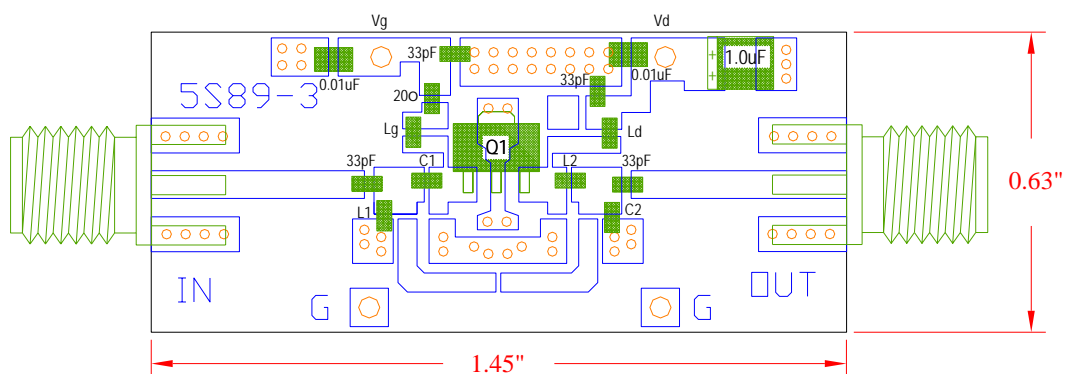 Vg Vd
33pF 1.0uF
0.01uF 33pF 0.01uF
5S89-3 20o
Lg Q1 Ld
33pF C1 L2 33pF
0.63"
L1 C2
IN OUT
G G
1.45"